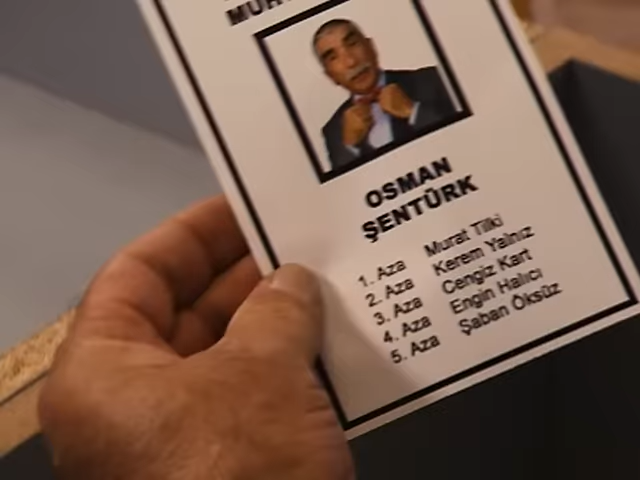 OSMAN
ŞENTÜRK
1. Aza Murat Tilki
2. Aza Kerem Yalnız
3. Aza Cengiz Kart
4. Aza Engin Halıcı
5. Aza Şaban Öksüz